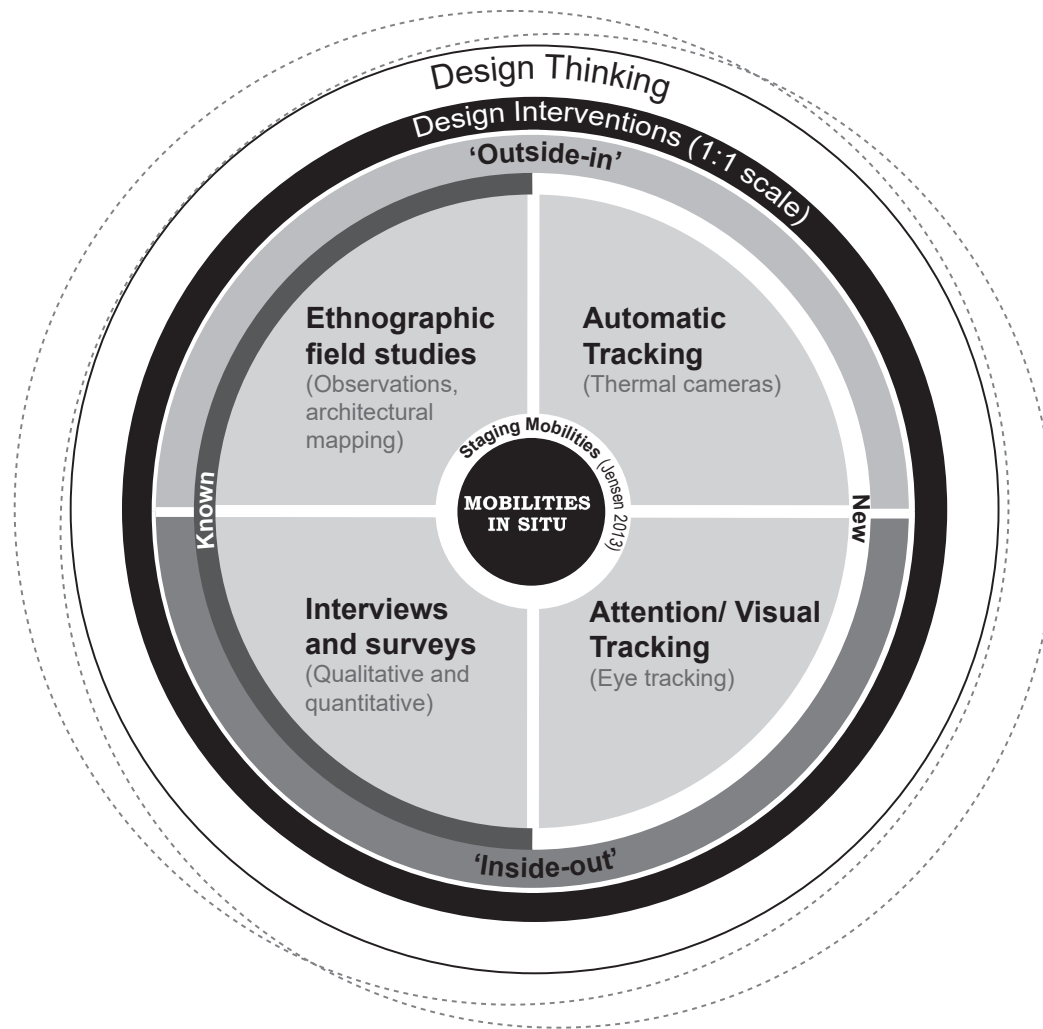 Design Thinking
Design Interventions (1:1 scale)
‘Outside-in’
Ethnographic
field studies
(Observations,
architectural
mapping)
Automatic
Tracking
(Thermal cameras)
Staging Mobilities (Jensen 2013)
MOBILITIES
IN SITU
Known
New
Interviews
and surveys
(Qualitative and
quantitative)
Attention/ Visual
Tracking
(Eye tracking)
‘Inside-out’